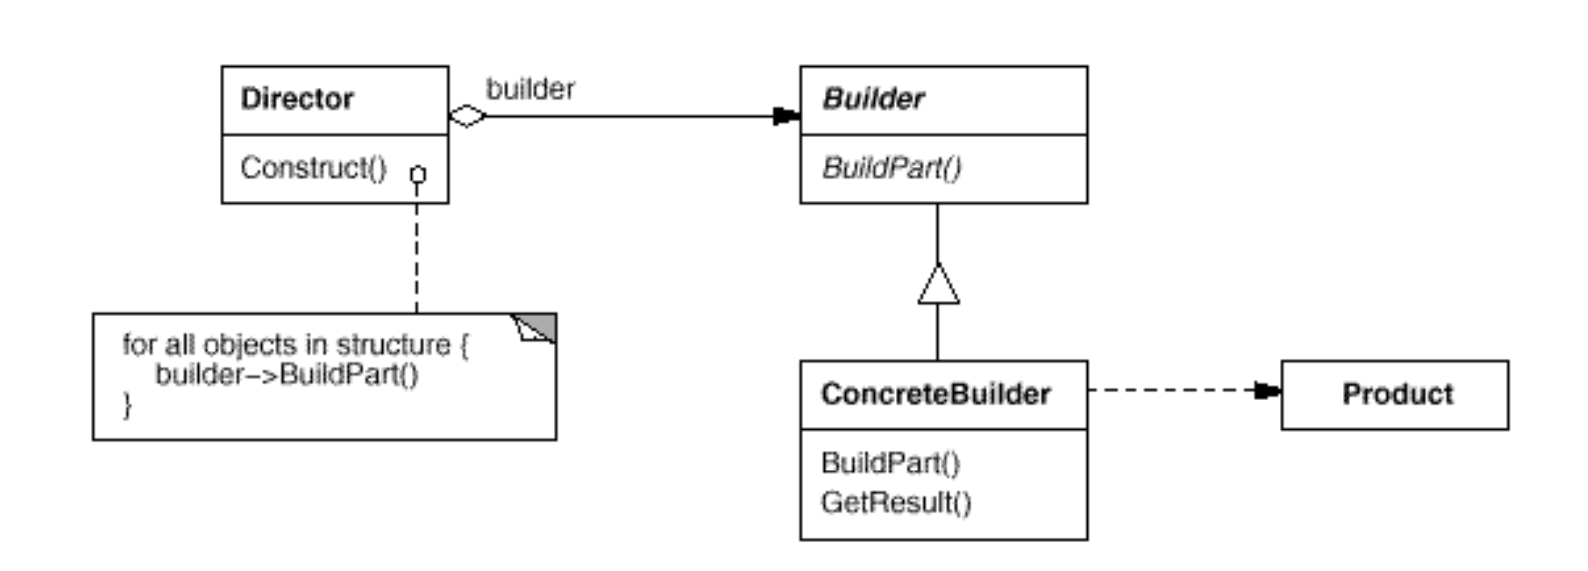 Director
builder
Builder
Construct()
BuildPart()
for all objects in structure {
builder–>BuildPart()
}
ConcreteBuilder
Product
BuildPart()
GetResult()